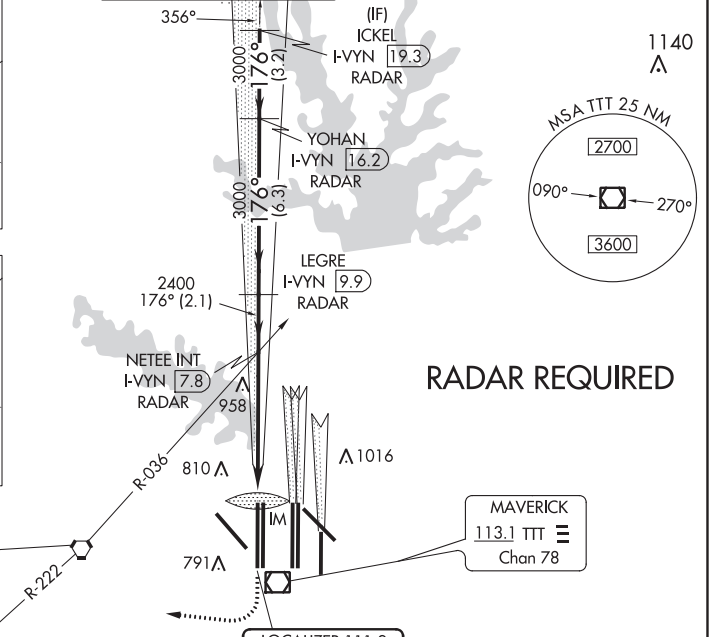 356°
(IF)
ICKEL
I-VYN 19.3
RADAR
3000
176°
(3.2)
1140
MSA TTT 25 NM
2700
090°
270°
3600
YOHAN
I-VYN 16.2
RADAR
3000
176°
(6.3)
LEGRE
I-VYN 9.9
RADAR
2400
176° (2.1)
NETEE INT
I-VYN 7.8
RADAR
958
RADAR REQUIRED
R-036
810
1016
IM
791
MAVERICK
113.1 TTT
Chan 78
R-222